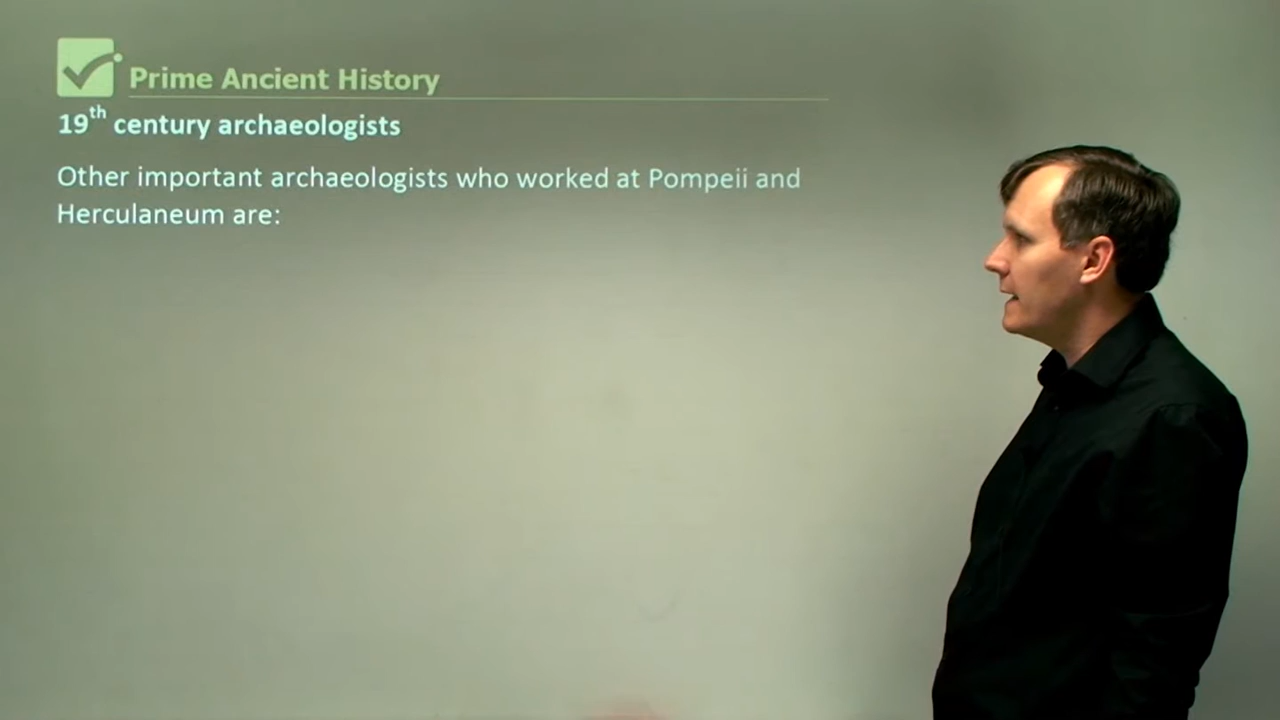 Prime Ancient History
19th century archaeologists
Other important archaeologists who worked at Pompeii and
Herculaneum are: